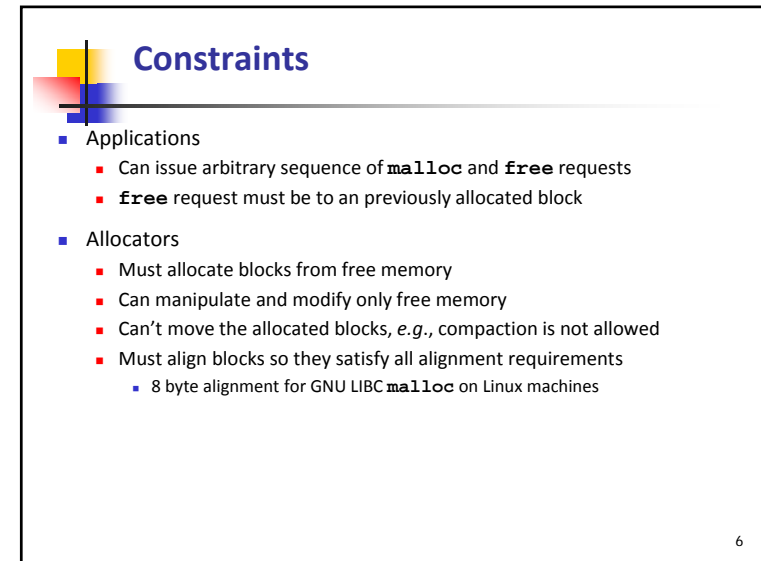 Constraints
Applications
Can issue arbitrary sequence of malloc and free requests
free request must be to an previously allocated block
Allocators
Must allocate blocks from free memory
Can manipulate and modify only free memory
Can’t move the allocated blocks, e.g., compaction is not allowed
Must align blocks so they satisfy all alignment requirements
8 byte alignment for GNU LIBC malloc on Linux machines
6